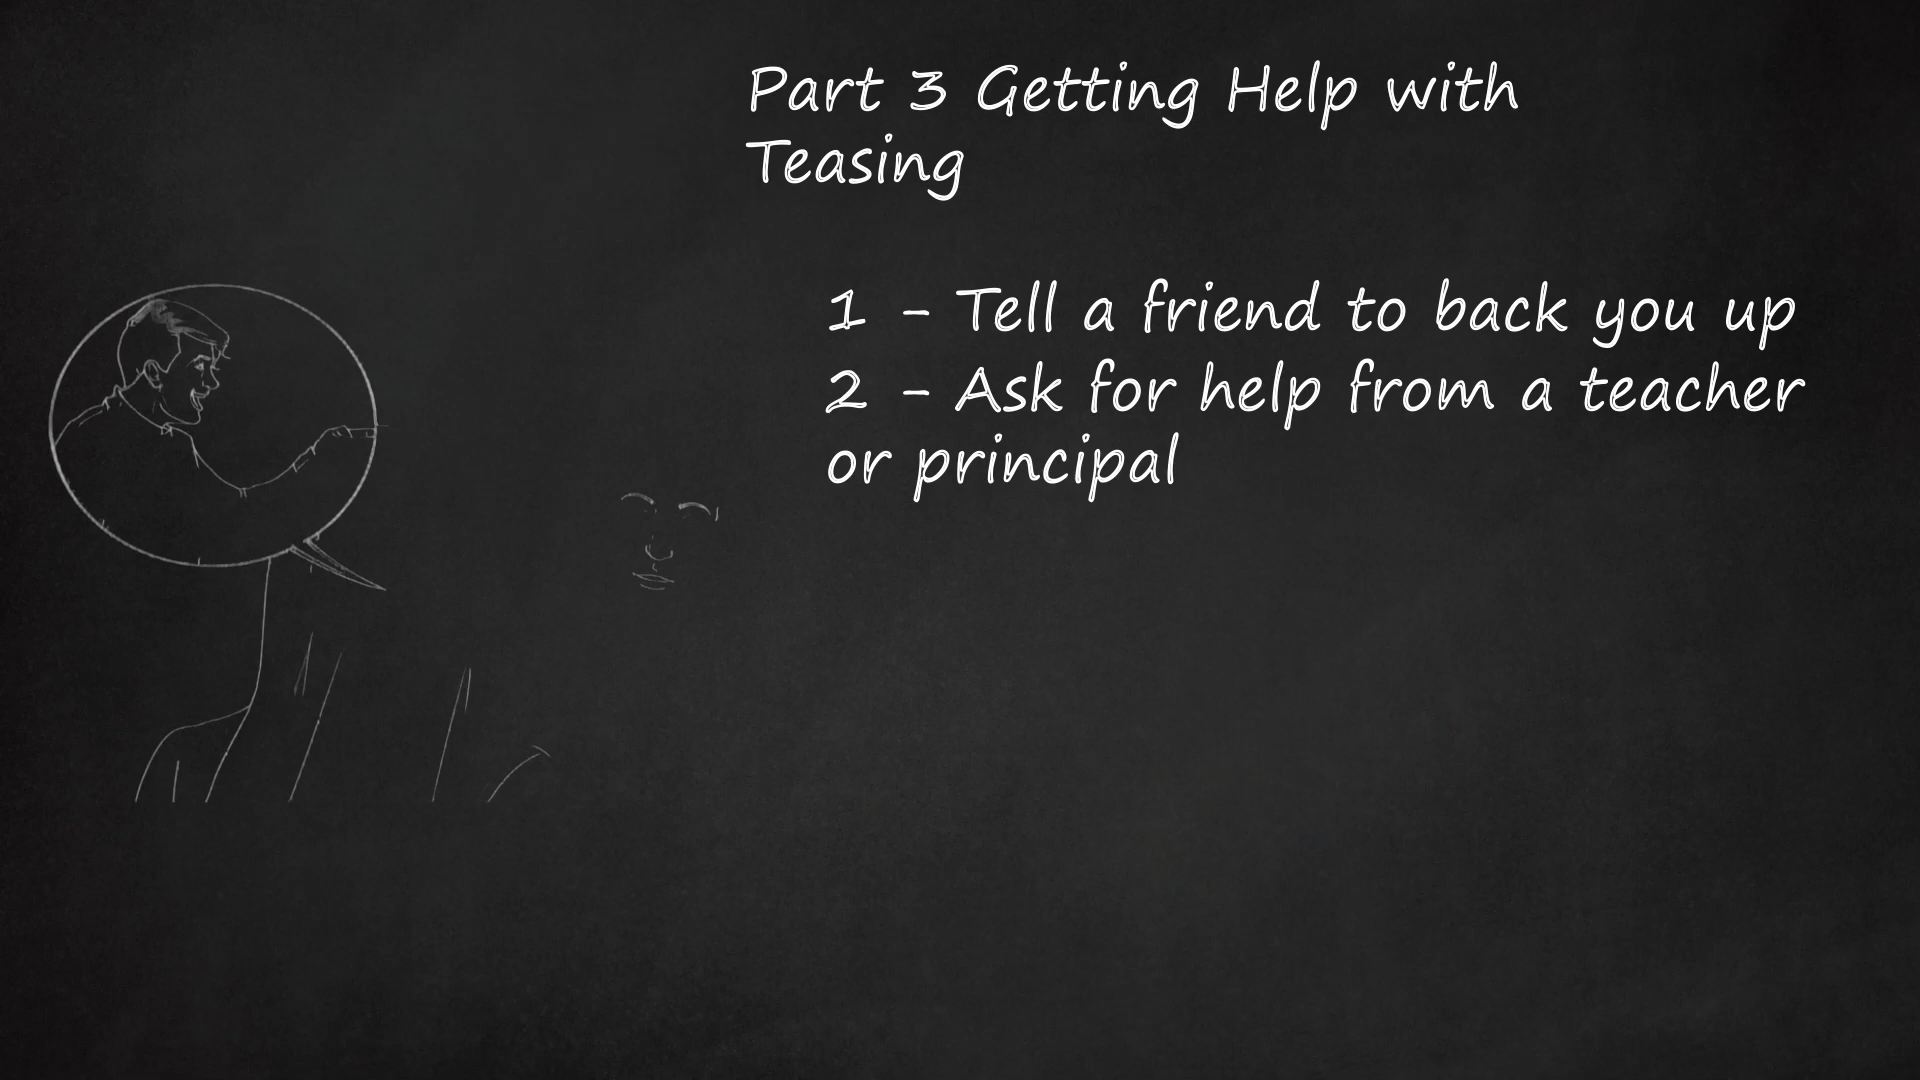 Part 3 Getting Help with
Teasing
1 - Tell a friend to back you up
2 - Ask for help from a teacher
or principal